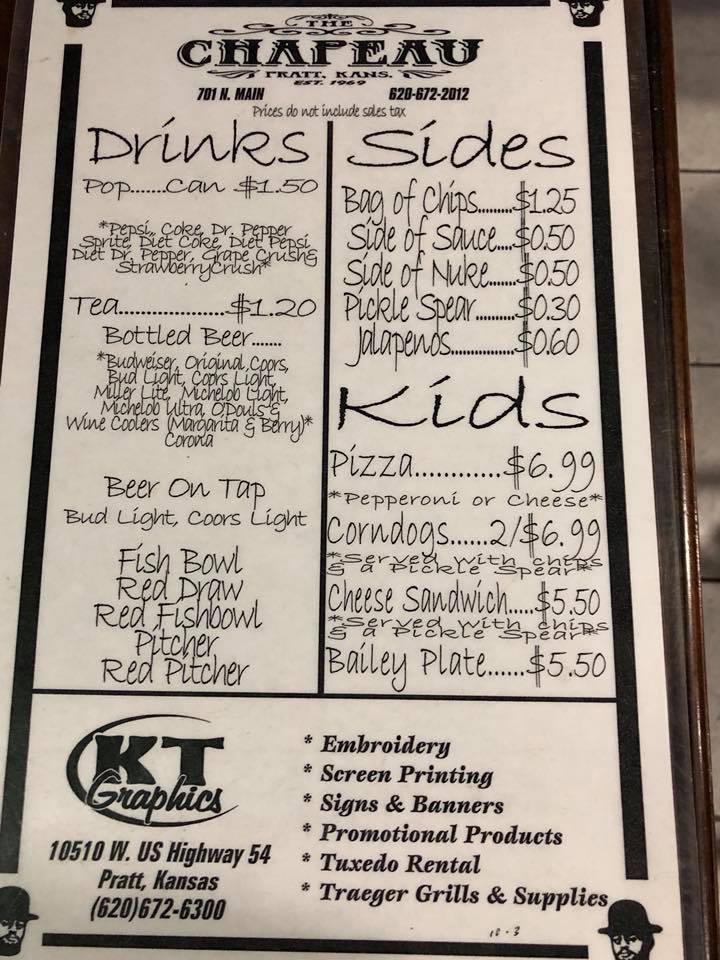 THE
CHAPEAU
PRATT, KANS.
EST. 1969
701 N. MAIN 620-672-2012
Prices do not include sales tax
Drinks
Pop......Can $1.50
*Pepsi, Coke, Dr. Pepper
Sprite, Diet Coke, Diet Pepsi,
Diet Dr. Pepper, Grape Crush&
StrawberryCrush*
Tea....................$1.20
Bottled Beer.......
*Budweiser, Original Coors,
Bud Light, Coors Light,
Miller Lite, Michelob Light,
Michelob Ultra, O'Doul's &
Wine Coolers (Margarita & Berry)*
Corona
Beer On Tap
Bud Light, Coors Light
Fish Bowl
Red Draw
Red Fishbowl
Pitcher
Red Pitcher
Sides
Bag of Chips........$1.25
Side of Sauce....$0.50
Side of Nuke......$0.50
Pickle Spear.........$0.30
Jalapenos..............$0.60
Kids
Pizza............$6.99
*Pepperoni or Cheese*
Corndogs......2/$6.99
*Served with chips
& a Pickle Spear*
Cheese Sandwich.....$5.50
*Served with chips
& a Pickle Spear*
Bailey Plate......$5.50
KT
Graphics
10510 W. US Highway 54
Pratt, Kansas
(620)672-6300
* Embroidery
* Screen Printing
* Signs & Banners
* Promotional Products
* Tuxedo Rental
* Traeger Grills & Supplies
10-3